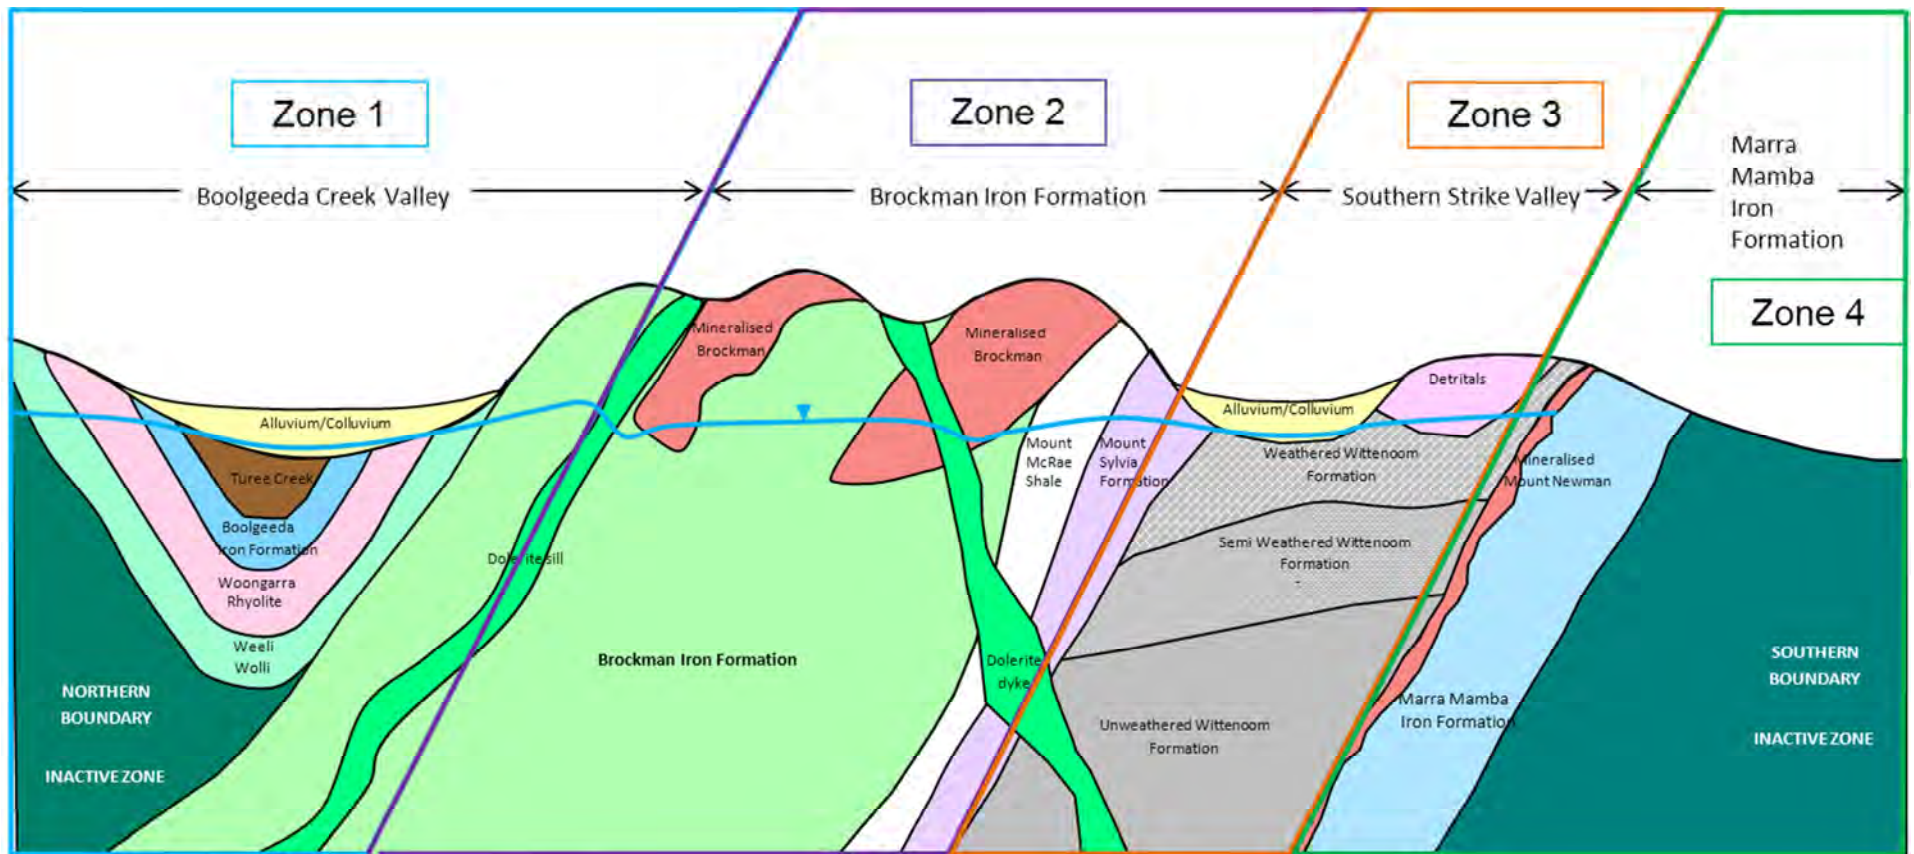 Zone 1
Zone 2
Zone 3
Marra
Mamba
Iron
Formation
Boolgeeda Creek Valley
Brockman Iron Formation
Southern Strike Valley
Zone 4
Mineralised
Brockman
Mineralised
Brockman
Detritals
Alluvium/Colluvium
Alluvium/Colluvium
Turee Creek
Boolgeeda
Iron Formation
Woongarra
Rhyolite
Weeli
Wolli
NORTHERN
BOUNDARY
INACTIVE ZONE
Dolerite sill
Brockman Iron Formation
Mount
McRae
Shale
Mount
Sylvia
Formation
Dolerite
dyke
Weathered Wittenoom
Formation
Semi Weathered Wittenoom
Formation
-
Unweathered Wittenoom
Formation
Mineralised
Mount Newman
Marra Mamba
Iron Formation
SOUTHERN
BOUNDARY
INACTIVE ZONE